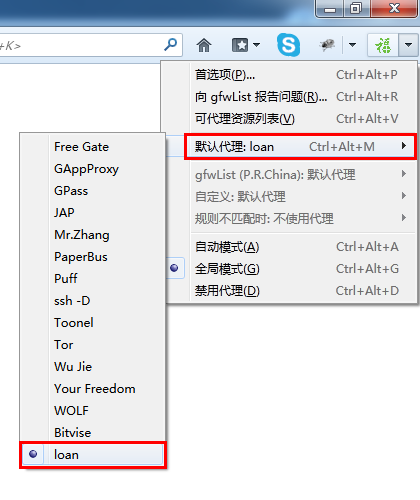 +K>
福
首选项(P)... Ctrl+Alt+P
向 gfwList 报告问题(R)... Ctrl+Alt+R
可代理资源列表(V) Ctrl+Alt+V
默认代理: loan Ctrl+Alt+M
gfwList (P.R.China): 默认代理
自定义: 默认代理
规则不匹配时: 不使用代理
自动模式(A) Ctrl+Alt+A
全局模式(G) Ctrl+Alt+G
禁用代理(D) Ctrl+Alt+D
Free Gate
GAppProxy
GPass
JAP
Mr.Zhang
PaperBus
Puff
ssh -D
Toonel
Tor
Wu Jie
Your Freedom
WOLF
Bitvise
loan